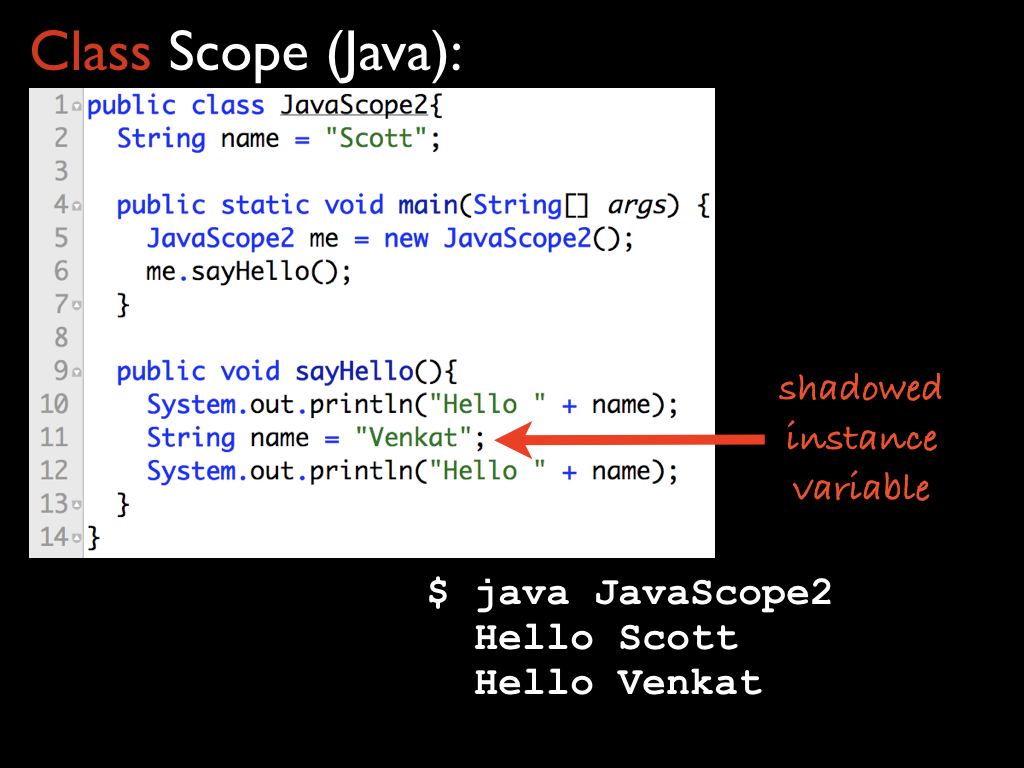 Class Scope (Java):
1 public class JavaScope2{
2 String name = "Scott";
3
4 public static void main(String[] args) {
5 JavaScope2 me = new JavaScope2();
6 me.sayHello();
7 }
8
9 public void sayHello(){
10 System.out.println("Hello " + name);
11 String name = "Venkat";
12 System.out.println("Hello " + name);
13 }
14 }
shadowed
instance
variable
$ java JavaScope2
Hello Scott
Hello Venkat